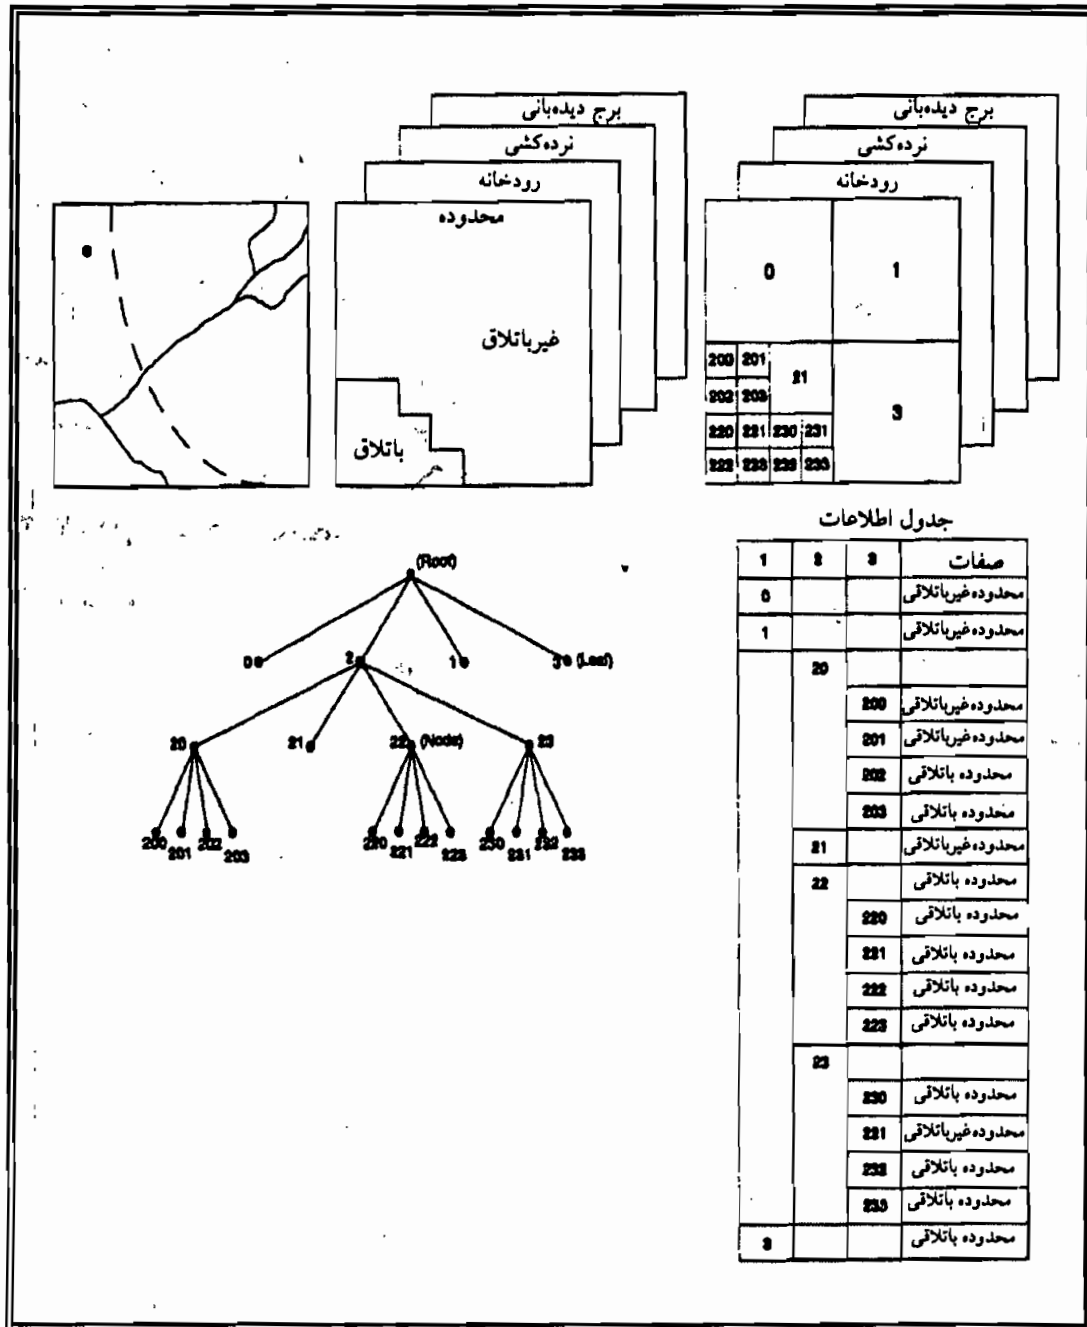 برج دیده‌بانی
نرده‌کشی
رودخانه
محدوده
غیرباتلاق
باتلاق
برج دیده‌بانی
نرده‌کشی
رودخانه
0 1
200 201
21
202 203
3
220 221 230 231
222 223 232 233
(Root)
0 2 1 3 (Leaf)
20 21 22 (Node) 23
200 201 202 203 220 221 222 223 230 231 232 233
جدول اطلاعات
1 2 3 صفات
0 محدوده غیرباتلاقی
1 محدوده غیرباتلاقی
20
200 محدوده غیرباتلاقی
201 محدوده غیرباتلاقی
202 محدوده باتلاقی
203 محدوده باتلاقی
21 محدوده غیرباتلاقی
22 محدوده باتلاقی
220 محدوده باتلاقی
221 محدوده باتلاقی
222 محدوده باتلاقی
223 محدوده باتلاقی
23
230 محدوده باتلاقی
231 محدوده غیرباتلاقی
232 محدوده باتلاقی
233 محدوده باتلاقی
3 محدوده باتلاقی